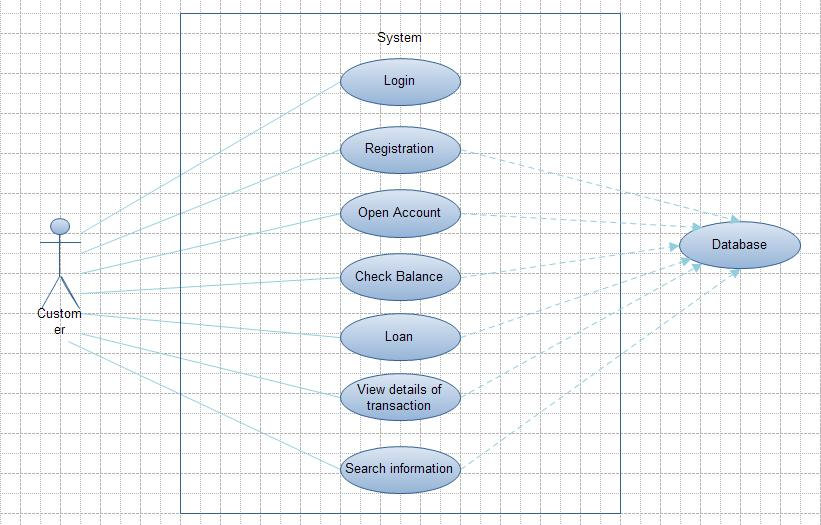 System
Login
Registration
Open Account
Check Balance
Loan
View details of
transaction
Search information
Custom
er
Database